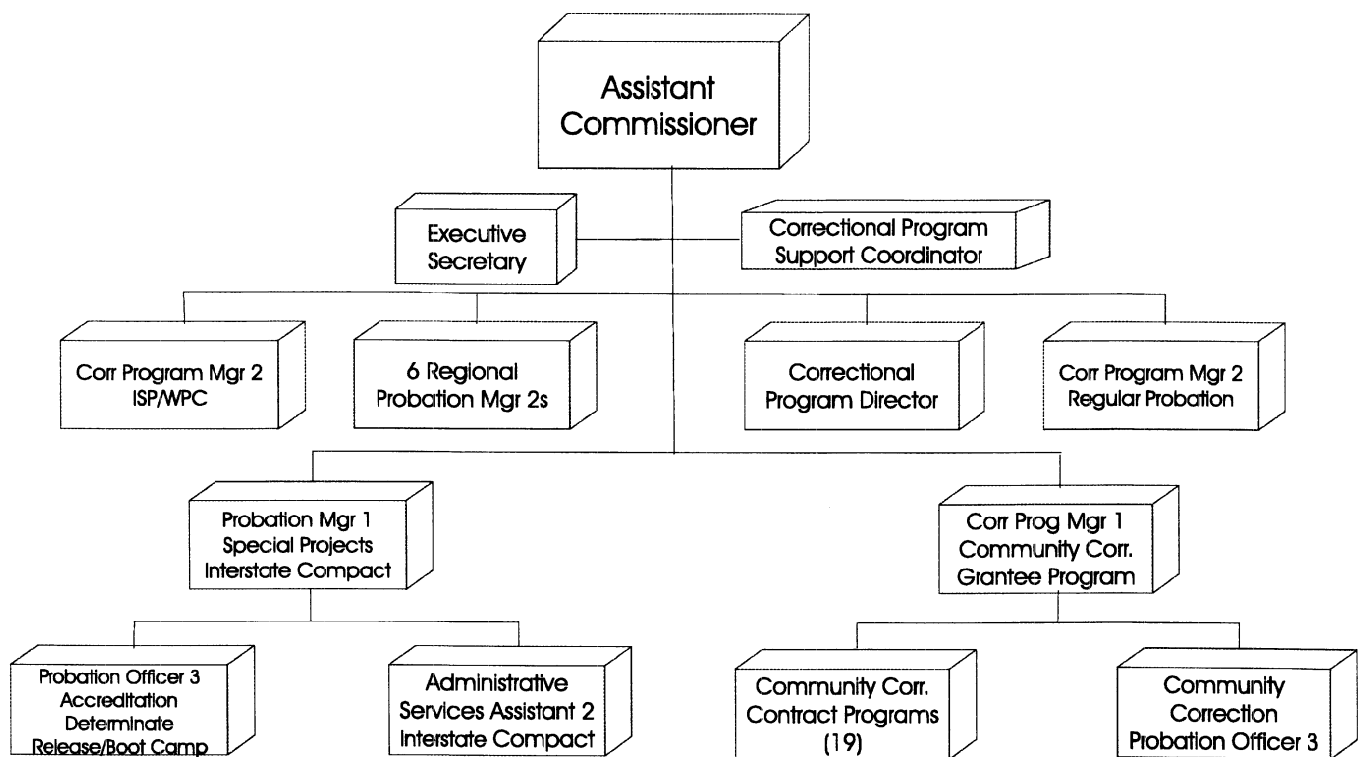 Assistant
Commissioner
Executive
Secretary
Correctional Program
Support Coordinator
Corr Program Mgr 2
ISP/WPC
6 Regional
Probation Mgr 2s
Correctional
Program Director
Corr Program Mgr 2
Regular Probation
Probation Mgr 1
Special Projects
Interstate Compact
Corr Prog Mgr 1
Community Corr.
Grantee Program
Probation Officer 3
Accreditation
Determinate
Release/Boot Camp
Administrative
Services Assistant 2
Interstate Compact
Community Corr.
Contract Programs
(19)
Community
Correction
Probation Officer 3